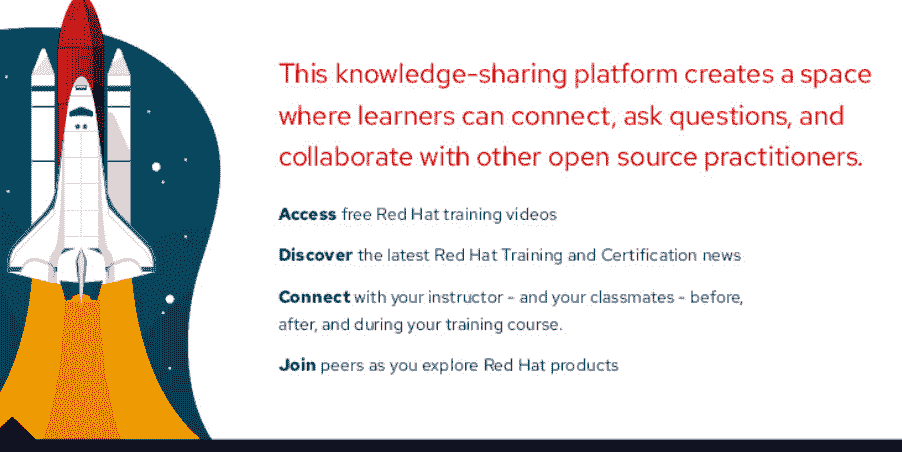 This knowledge-sharing platform creates a space
where learners can connect, ask questions, and
collaborate with other open source practitioners.
Access free Red Hat training videos
Discover the latest Red Hat Training and Certification news
Connect with your instructor - and your classmates - before,
after, and during your training course.
Join peers as you explore Red Hat products